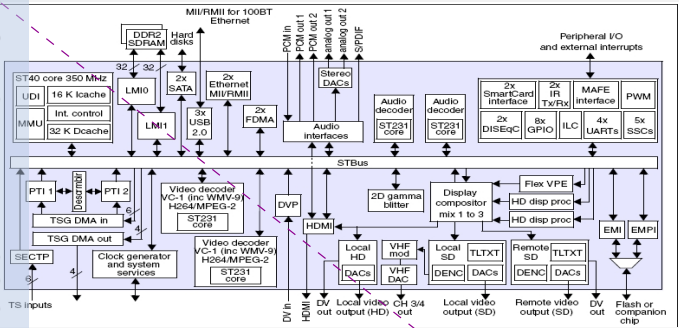 MII/RMII for 100BT
Ethernet
DDR2
SDRAM
Hard
disks
PCM in
PCM out 1
PCM out 2
analog out 1
analog out 2
S/PDIF
Peripheral I/O
and external interrupts
32
32
ST40 core 350 MHz
UDI
16 K Icache
Int. control
MMU
32 K Dcache
LMI0
LMI1
2x
SATA
3x
USB
2.0
2x
Ethernet
MII/RMII
2x
FDMA
Stereo
DACs
Audio
interfaces
Audio
decoder
ST231
core
Audio
decoder
ST231
core
2x
SmartCard
interface
2x
IR
Tx/Rx
MAFE
interface
PWM
2x
DISEqC
8x
GPIO
ILC
4x
UARTs
5x
SSCs
STBus
PTI 1
PTI 2
6
TSG DMA in
4
TSG DMA out
SECTP
6
TS inputs
Clock generator
and system
services
Video decoder
VC-1 (inc WMV-9)
H264/MPEG-2
ST231
core
Video decoder
VC-1 (inc WMV-9)
H264/MPEG-2
ST231
core
DVP
HDMI
2D gamma
blitter
Display
compositor
mix 1 to 3
Flex VPE
HD disp proc
HD disp proc
EMI
EMPI
Local
HD
DACs
VHF
mod
VHF
DAC
Local
SD
TLTXT
DENC
DACs
Remote
SD
TLTXT
DENC
DACs
DV in
HDMI
DV
out
Local video
output (HD)
CH 3/4
out
Local video
output (SD)
Remote video
output (SD)
DV
out
Flash or
companion
chip